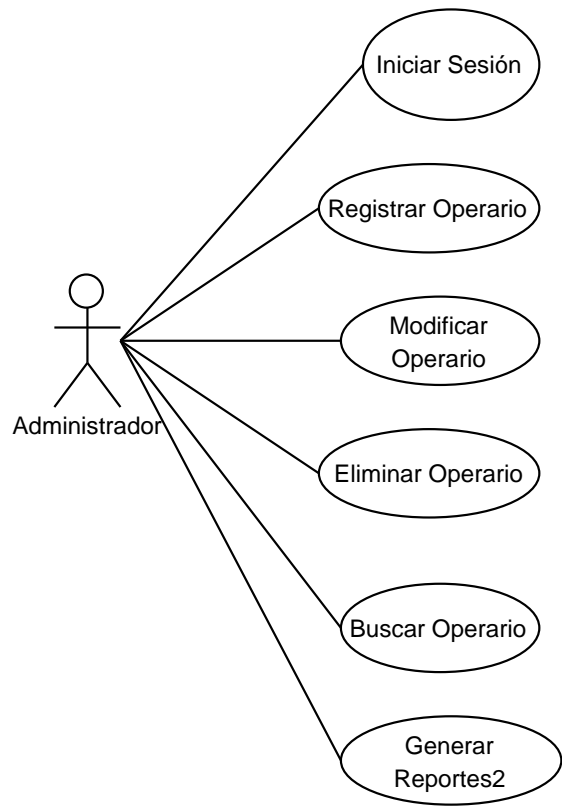 Iniciar Sesión
Registrar Operario
Modificar
Operario
Administrador
Eliminar Operario
Buscar Operario
Generar
Reportes2